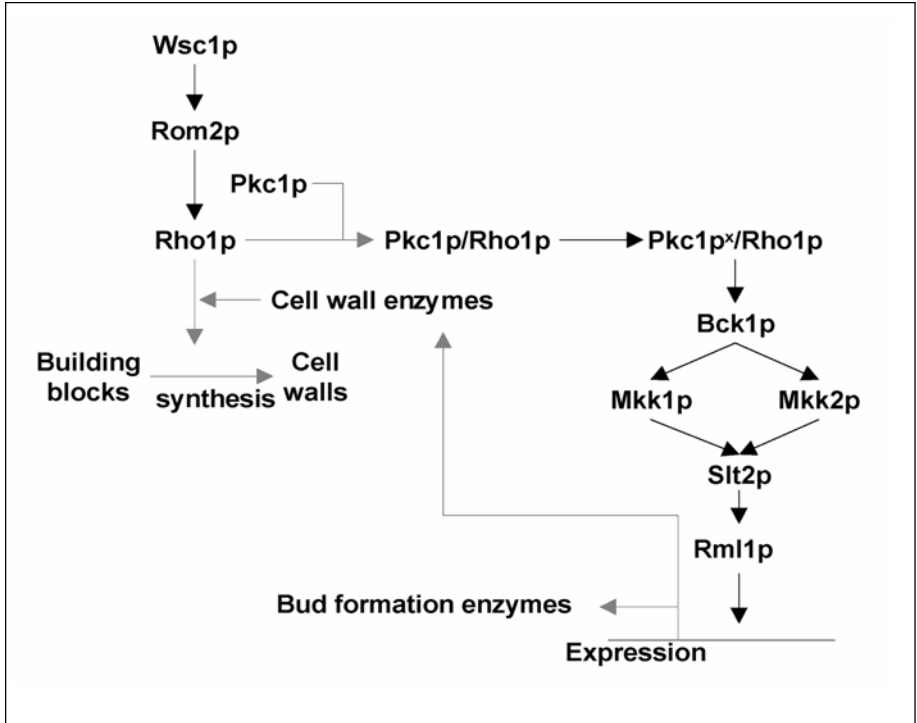 Wsc1p
Rom2p
Pkc1p
Rho1p
Pkc1p/Rho1p
Pkc1pˣ/Rho1p
Cell wall enzymes
Bck1p
Building
blocks
synthesis
Cell
walls
Mkk1p
Mkk2p
Slt2p
Rml1p
Bud formation enzymes
Expression